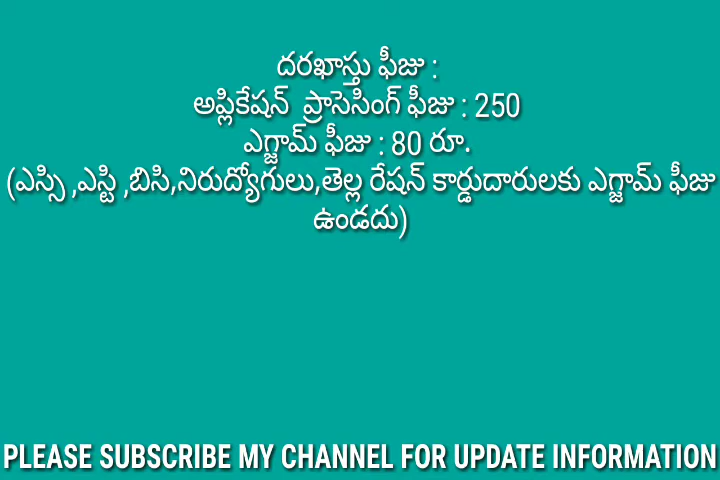 దరఖాస్తు ఫీజు :
అప్లికేషన్ ప్రాసెసింగ్ ఫీజు : 250
ఎగ్జామ్ ఫీజు : 80 రూ.
(ఎస్సి ,ఎస్టి ,బిసి,నిరుద్యోగులు,తెల్ల రేషన్ కార్డుదారులకు ఎగ్జామ్ ఫీజు
ఉండదు)
PLEASE SUBSCRIBE MY CHANNEL FOR UPDATE INFORMATION